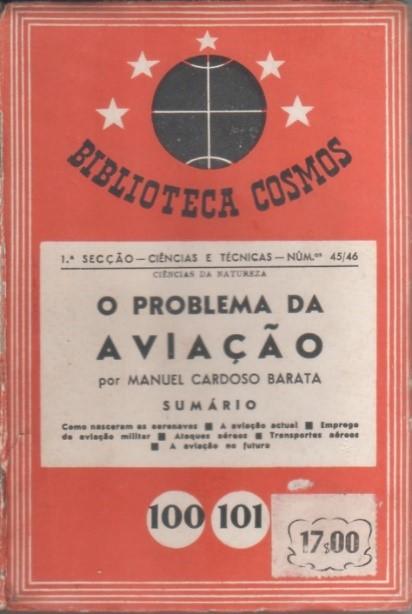 BIBLIOTECA COSMOS
1.ª SECÇÃO — CIÊNCIAS E TÉCNICAS — NÚM.os 45/46
CIÊNCIAS DA NATUREZA
O PROBLEMA DA
AVIAÇÃO
por MANUEL CARDOSO BARATA
SUMÁRIO
Como nasceram as aeronaves ■ A aviação actual ■ Emprego
da aviação militar ■ Ataques aéreos ■ Transportes aéreos
■ A aviação no futuro
100 101
17$00